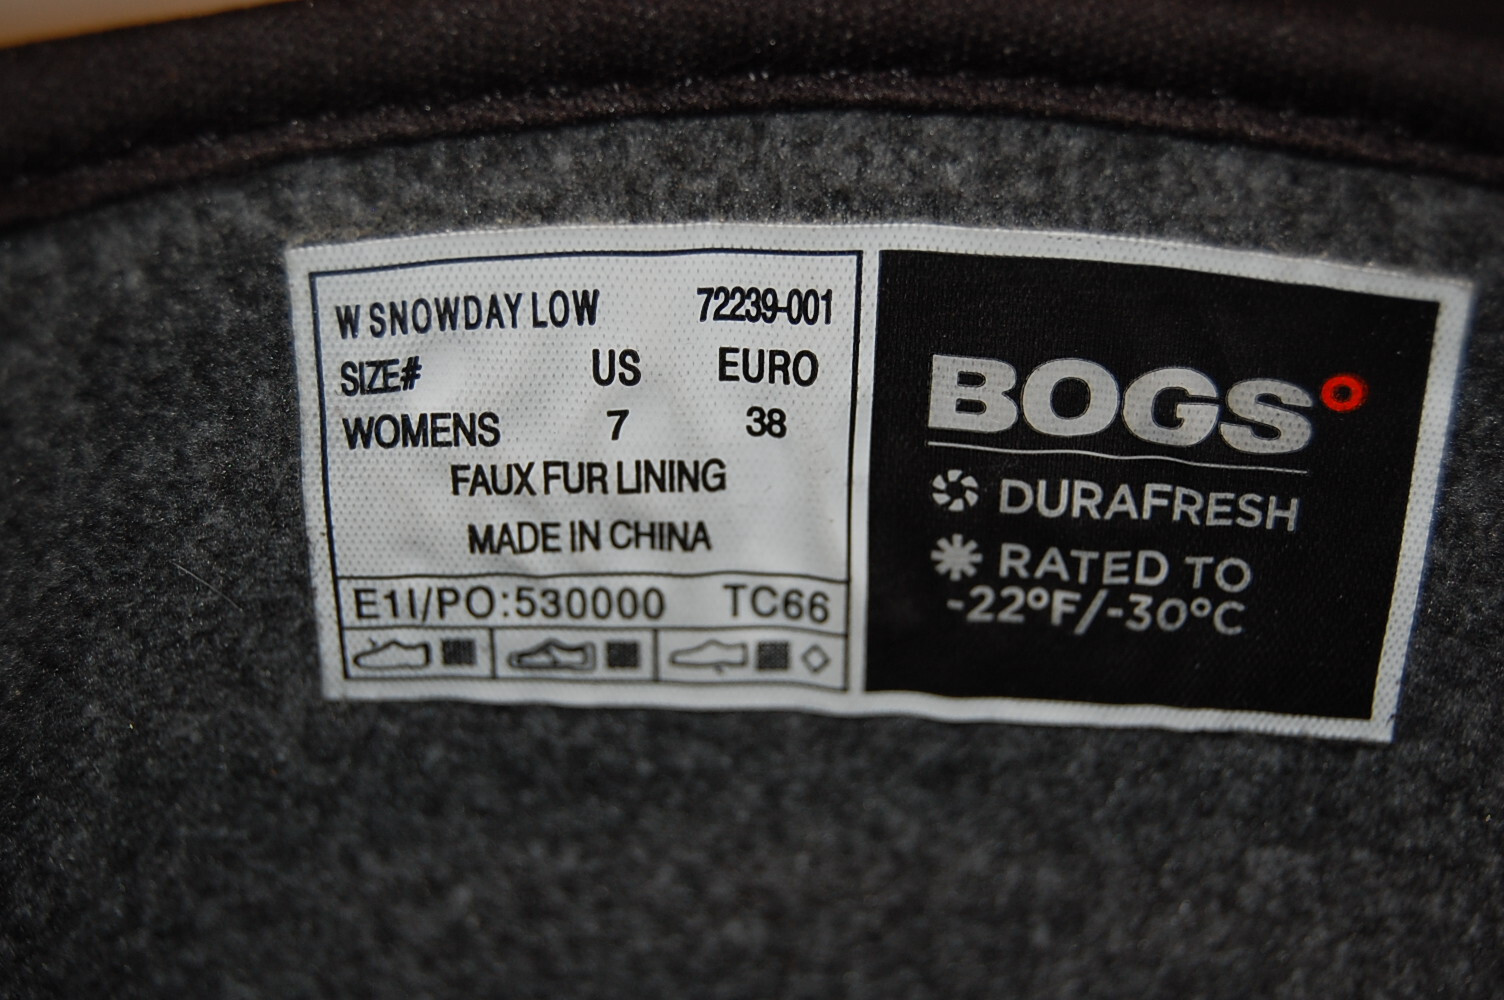 W SNOWDAY LOW 72239-001
SIZE# US EURO
WOMENS 7 38
FAUX FUR LINING
MADE IN CHINA
E1I/PO:530000 TC66
BOGS°
DURAFRESH
RATED TO
-22°F/-30°C